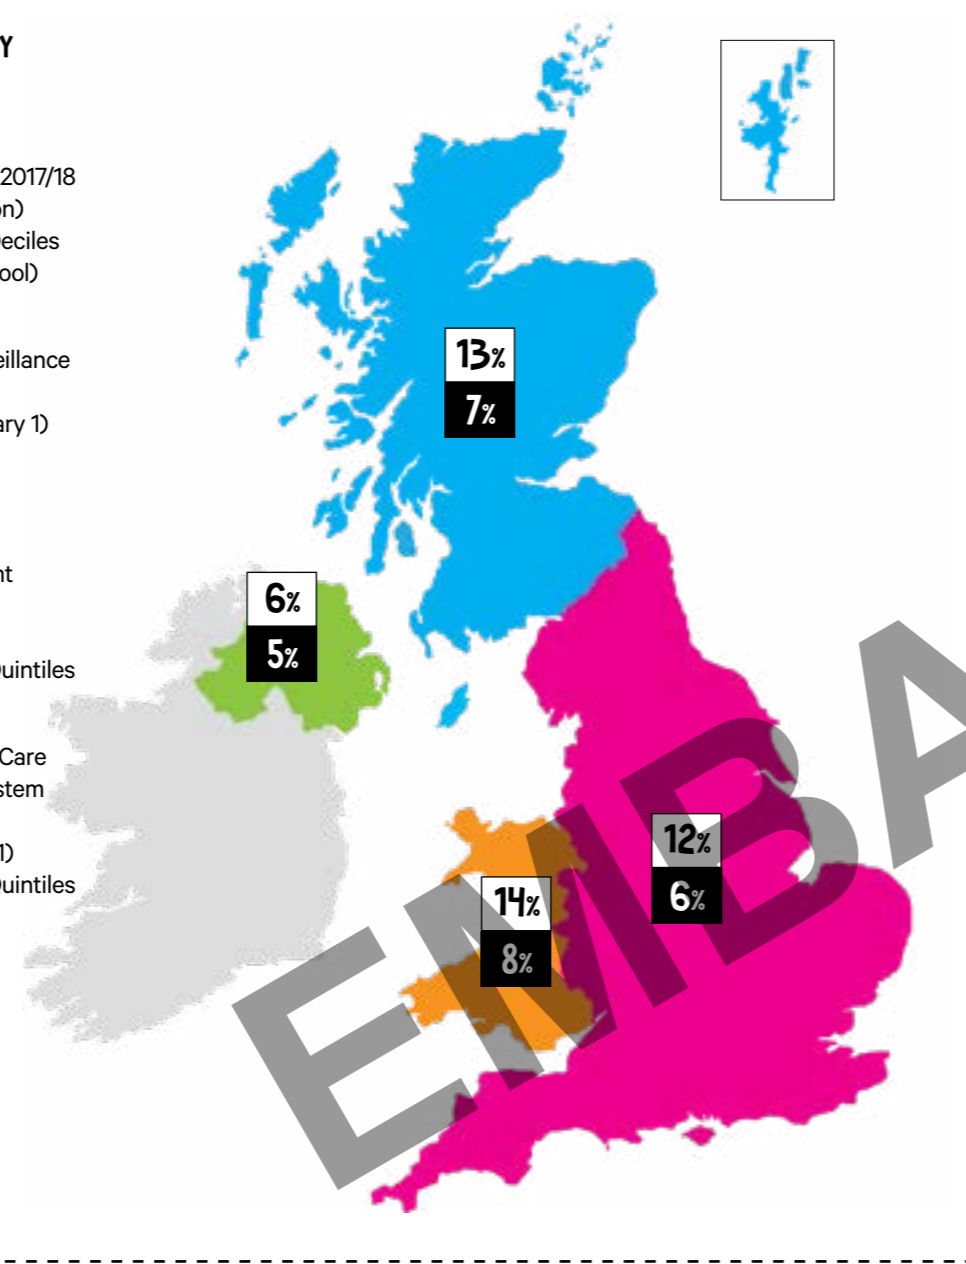 Y
2017/18
on)
eciles
ool)
eillance
ary 1)
nt
uintiles
Care
stem
1)
uintiles
13%
7%
6%
5%
12%
6%
14%
8%
EMBA